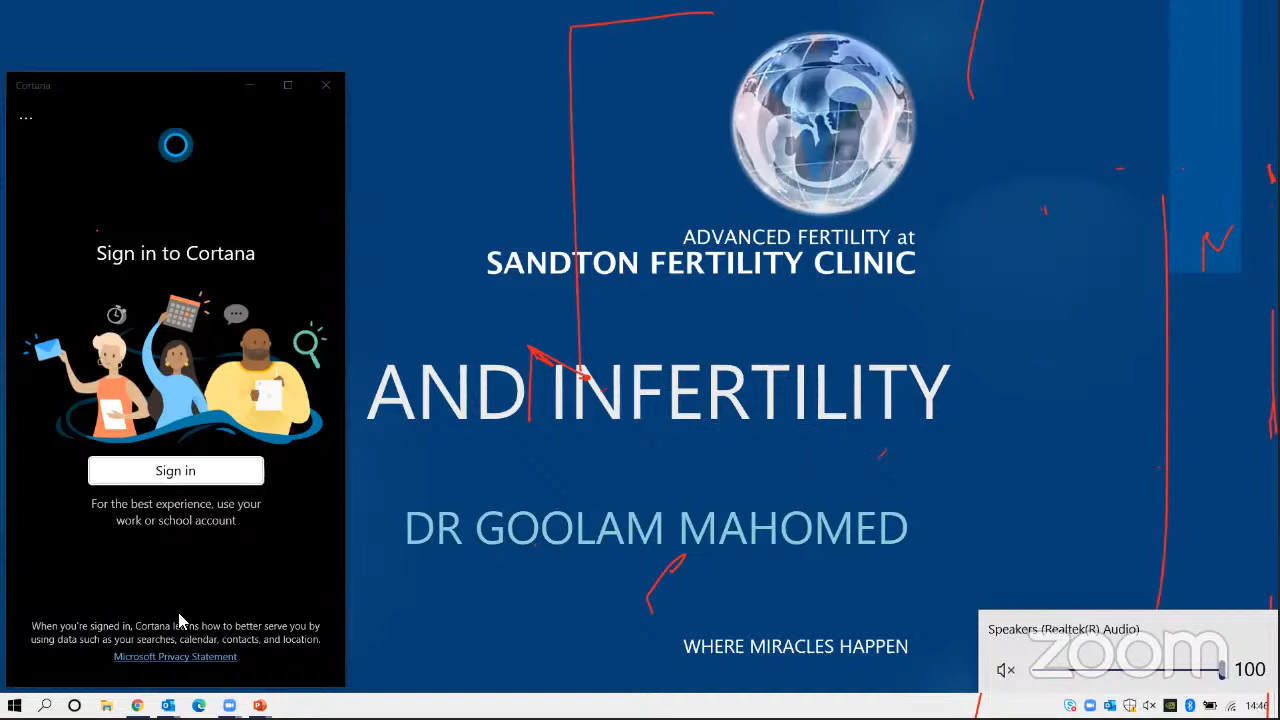 Cortana
...
Sign in to Cortana
Sign in
For the best experience, use your
work or school account
When you're signed in, Cortana learns how to better serve you by
using data such as your searches, calendar, contacts, and location.
Microsoft Privacy Statement
ADVANCED FERTILITY at
SANDTON FERTILITY CLINIC
AND INFERTILITY
DR GOOLAM MAHOMED
WHERE MIRACLES HAPPEN
Speakers (Realtek(R) Audio)
zoom
100